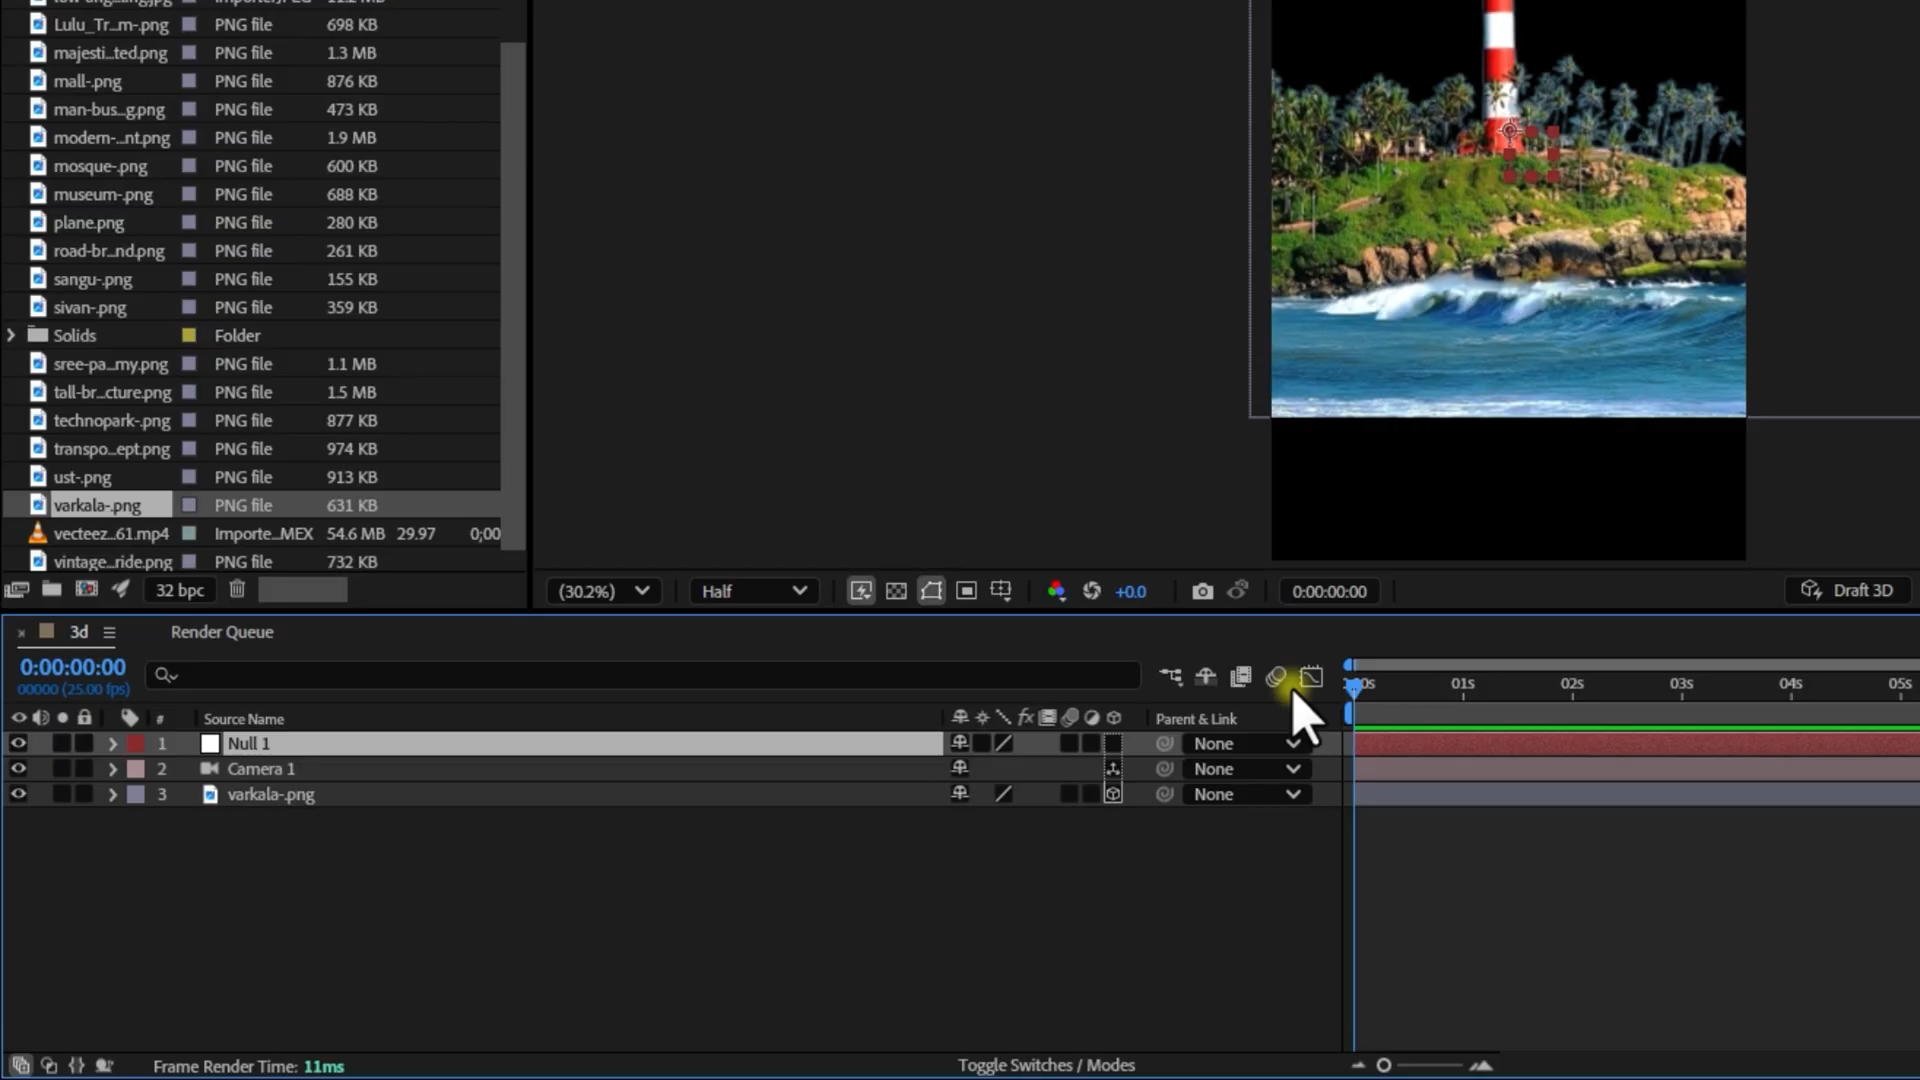 Lulu_Tr...m-.png PNG file 698 KB
majesti...ted.png PNG file 1.3 MB
mall-.png PNG file 876 KB
man-bus...g.png PNG file 473 KB
modern-...nt.png PNG file 1.9 MB
mosque-.png PNG file 600 KB
museum-.png PNG file 688 KB
plane.png PNG file 280 KB
road-br...nd.png PNG file 261 KB
sangu-.png PNG file 155 KB
sivan-.png PNG file 359 KB
Solids Folder
sree-pa...my.png PNG file 1.1 MB
tall-br...cture.png PNG file 1.5 MB
technopark-.png PNG file 877 KB
transpo...ept.png PNG file 974 KB
ust-.png PNG file 913 KB
varkala-.png PNG file 631 KB
vecteez...61.mp4 Importe...MEX 54.6 MB 29.97 0;00
vintage...ride.png PNG file 732 KB
32 bpc
(30.2%) Half +0.0 0:00:00:00 Draft 3D
3d Render Queue
0:00:00:00
00000 (25.00 fps)
01s 02s 03s 04s 05s
# Source Name fx Parent & Link
1 Null 1 None
2 Camera 1 None
3 varkala-.png None
Frame Render Time: 11ms Toggle Switches / Modes